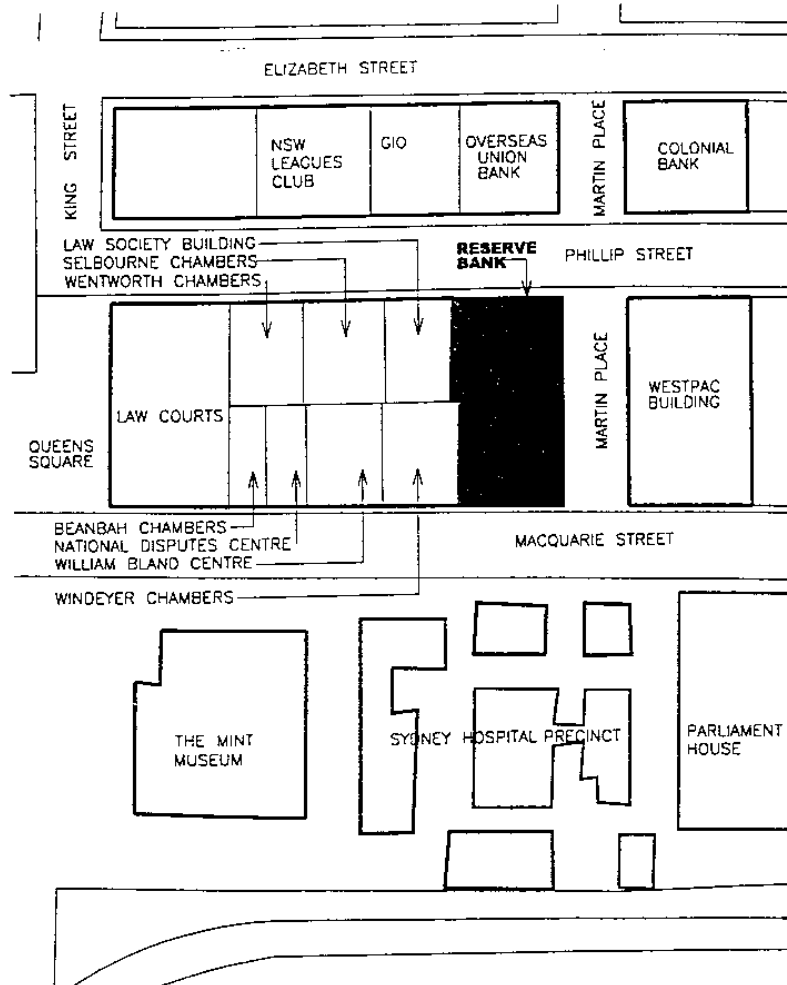 ELIZABETH STREET
KING STREET
NSW
LEAGUES
CLUB
GIO
OVERSEAS
UNION
BANK
MARTIN PLACE
COLONIAL
BANK
LAW SOCIETY BUILDING
SELBOURNE CHAMBERS
WENTWORTH CHAMBERS
RESERVE
BANK
PHILLIP STREET
LAW COURTS
MARTIN PLACE
WESTPAC
BUILDING
QUEENS
SQUARE
BEANBAH CHAMBERS
NATIONAL DISPUTES CENTRE
WILLIAM BLAND CENTRE
MACQUARIE STREET
WINDEYER CHAMBERS
THE MINT
MUSEUM
SYDNEY HOSPITAL PRECINCT
PARLIAMENT
HOUSE